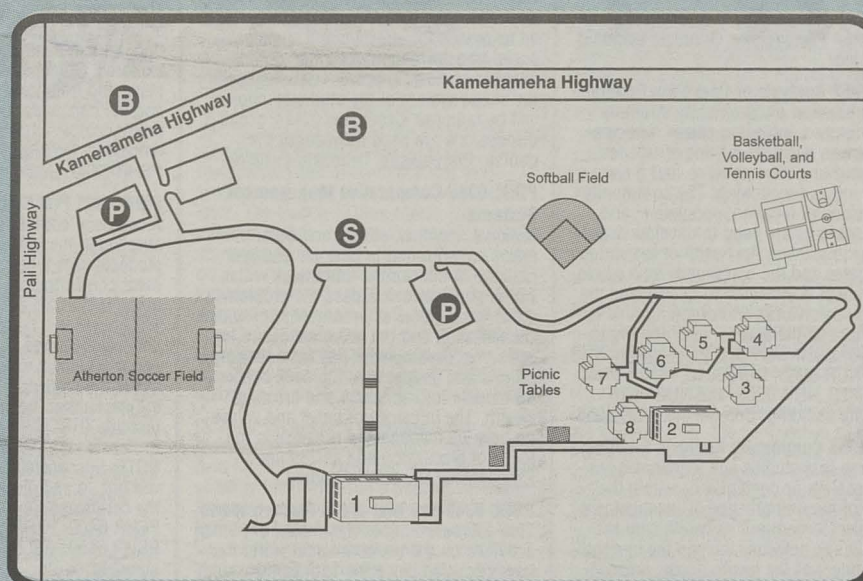 Kamehameha Highway
B
B
Kamehameha Highway
Basketball,
Volleyball, and
Tennis Courts
Softball Field
P
Pali Highway
S
P
Atherton Soccer Field
Picnic
Tables
5
4
6
7
3
8
2
1